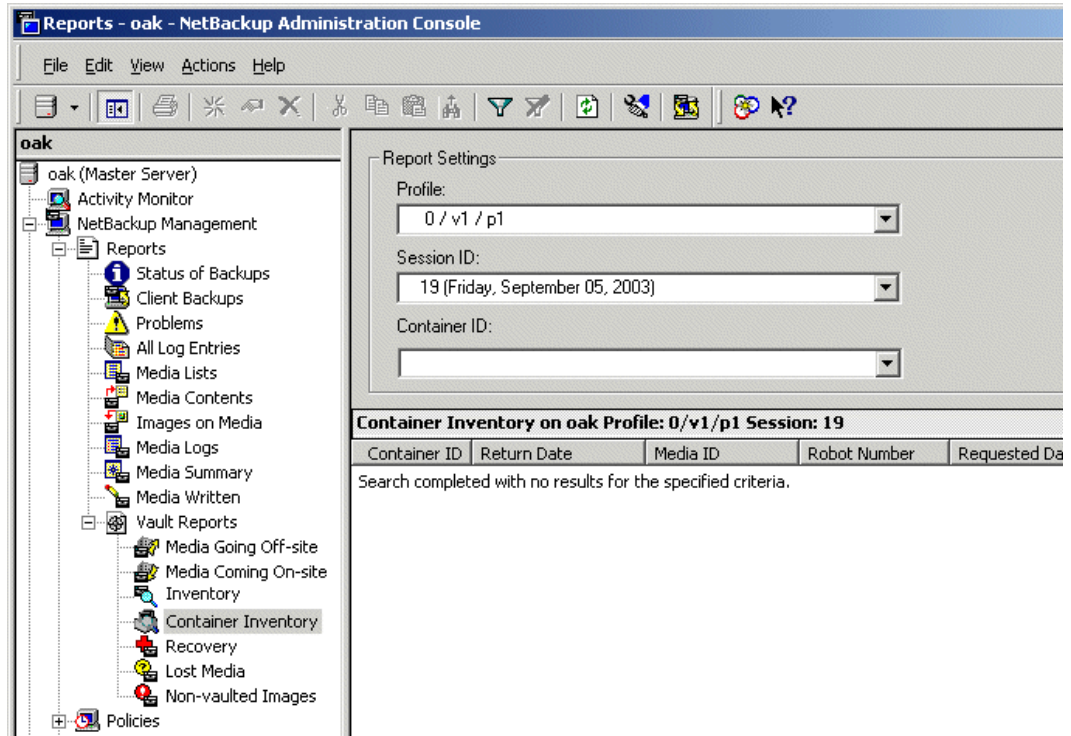 Reports - oak - NetBackup Administration Console
File Edit View Actions Help
oak
oak (Master Server)
Activity Monitor
NetBackup Management
Reports
Status of Backups
Client Backups
Problems
All Log Entries
Media Lists
Media Contents
Images on Media
Media Logs
Media Summary
Media Written
Vault Reports
Media Going Off-site
Media Coming On-site
Inventory
Container Inventory
Recovery
Lost Media
Non-vaulted Images
Policies
Report Settings
Profile:
0 / v1 / p1
Session ID:
19 (Friday, September 05, 2003)
Container ID:
Container Inventory on oak Profile: 0/v1/p1 Session: 19
Container ID Return Date Media ID Robot Number Requested Da
Search completed with no results for the specified criteria.